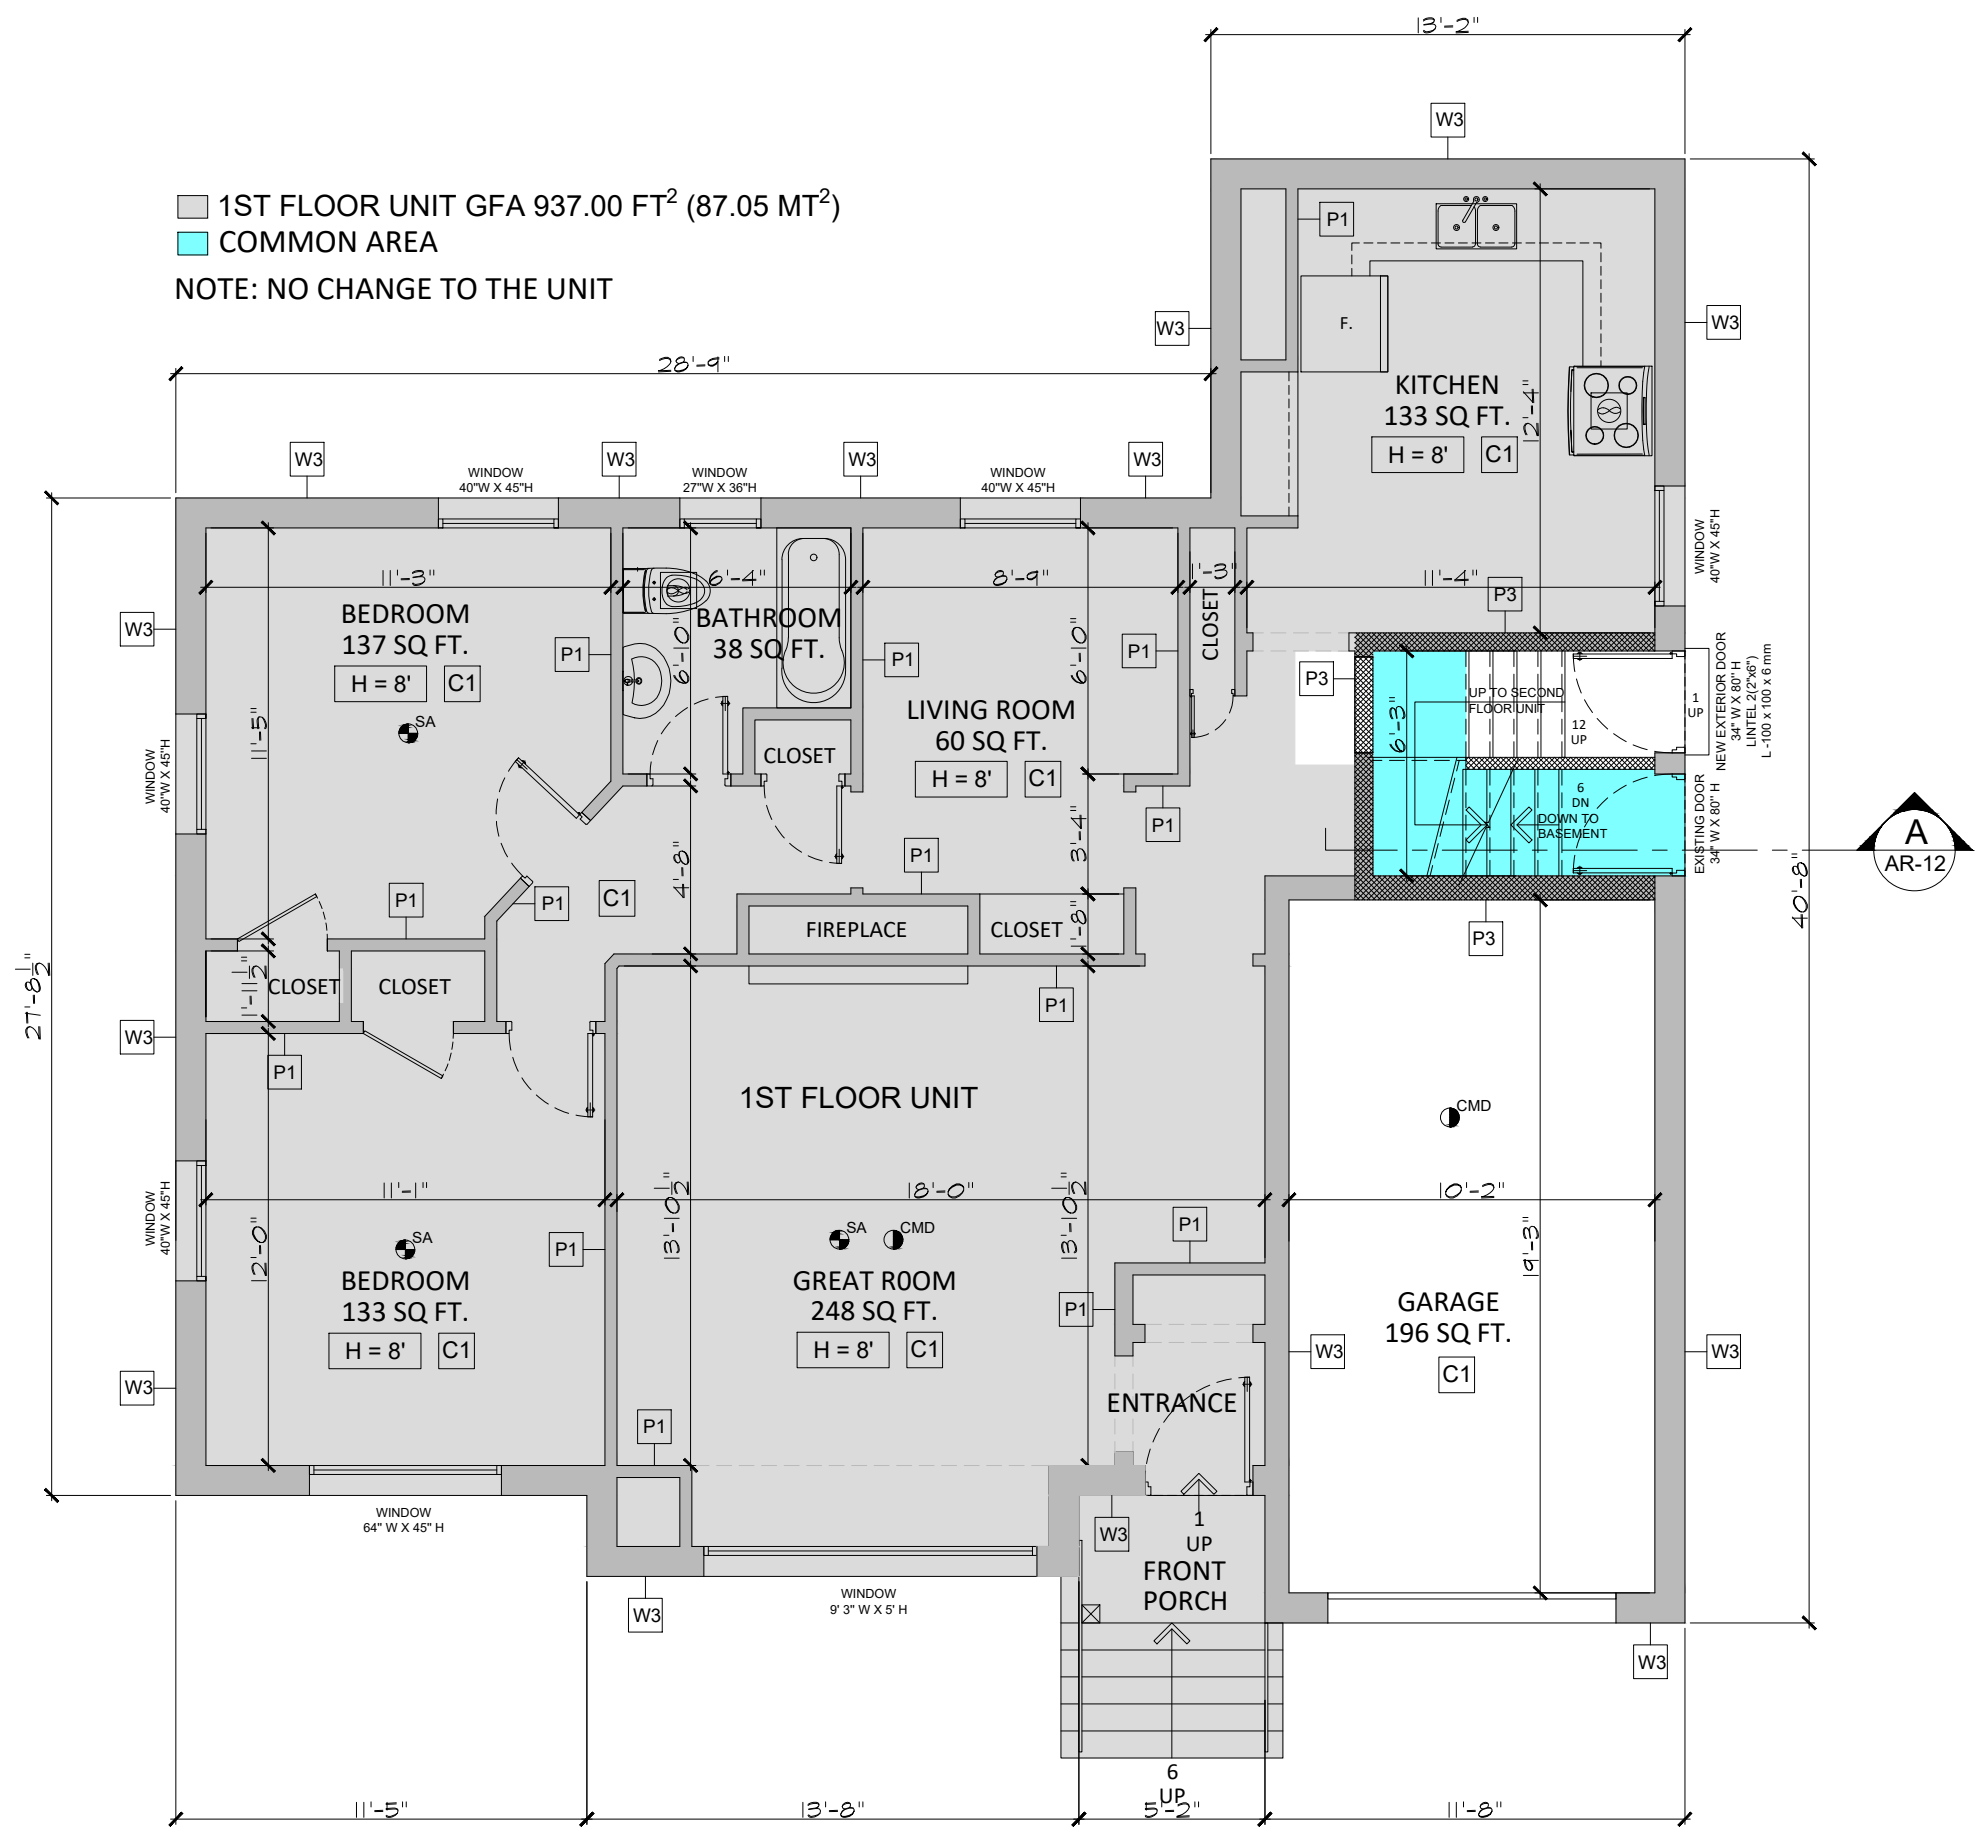 13'-2"
W3
1ST FLOOR UNIT GFA 937.00 FT² (87.05 MT²)
COMMON AREA
NOTE: NO CHANGE TO THE UNIT
P1
W3
W3
F.
28'-9"
KITCHEN
133 SQ FT.
H = 8' C1
12'-4"
W3
W3
W3
W3
WINDOW
40"W X 45"H
WINDOW
27"W X 36"H
WINDOW
40"W X 45"H
WINDOW
40"W X 45"H
11'-3"
6'-4"
8'-9"
1'-3"
11'-4"
P3
BEDROOM
137 SQ FT.
H = 8' C1
SA
W3
P1
BATHROOM
38 SQ FT.
6'-10"
P1
6'-10"
P1
CLOSET
P3
LIVING ROOM
60 SQ FT.
H = 8' C1
CLOSET
11'-5"
WINDOW
40"W X 45"H
UP TO SECOND
FLOOR UNIT
12
UP
6'-3"
1
UP
NEW EXTERIOR DOOR
34" W X 80" H
LINTEL 2(2"x6")
L -100 x 100 x 6 mm
6
DN
DOWN TO
BASEMENT
EXISTING DOOR
34" W X 80" H
A
AR-12
P1
3'-4"
4'-8"
P1
P1
P1
C1
FIREPLACE
CLOSET
1'-8"
P3
40'-8"
27'-8 1/2"
1'-11 1/2"
CLOSET
CLOSET
W3
P1
P1
1ST FLOOR UNIT
CMD
WINDOW
40"W X 45"H
11'-1"
18'-0"
10'-2"
13'-10 1/2"
13'-10 1/2"
12'-0"
19'-3"
P1
P1
SA
SA
CMD
BEDROOM
133 SQ FT.
H = 8' C1
GREAT R0OM
248 SQ FT.
H = 8' C1
P1
GARAGE
196 SQ FT.
C1
W3
W3
W3
P1
ENTRANCE
WINDOW
64" W X 45" H
W3
1
UP
FRONT
PORCH
WINDOW
9' 3" W X 5' H
W3
W3
6
UP
11'-5"
13'-8"
5'-2"
11'-8"